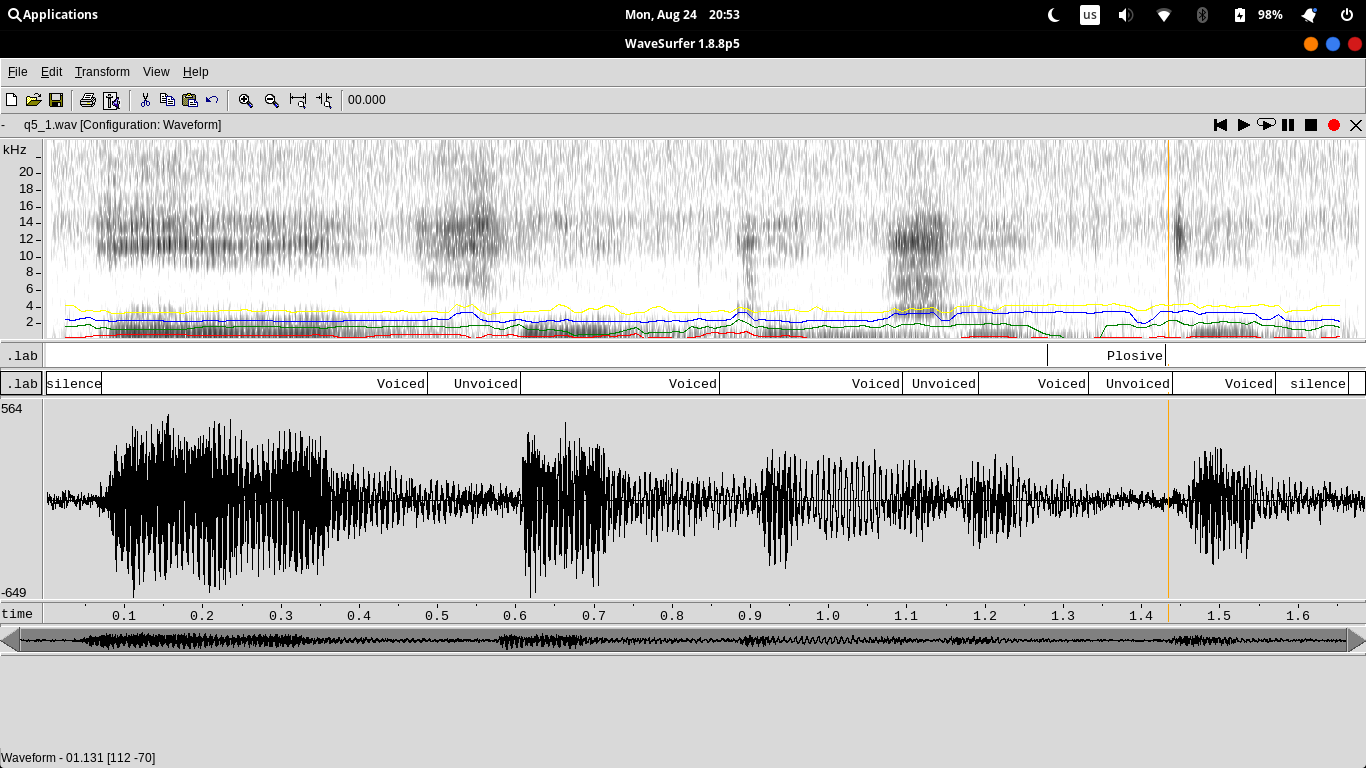 Applications Mon, Aug 24 20:53 us 98%
WaveSurfer 1.8.8p5
File Edit Transform View Help
00.000
- q5_1.wav [Configuration: Waveform]
kHz
20
18
16
14
12
10
8
6
4
2
.lab Plosive
.lab silence Voiced Unvoiced Voiced Voiced Unvoiced Voiced Unvoiced Voiced silence
564
-649
time 0.1 0.2 0.3 0.4 0.5 0.6 0.7 0.8 0.9 1.0 1.1 1.2 1.3 1.4 1.5 1.6
Waveform - 01.131 [112 -70]